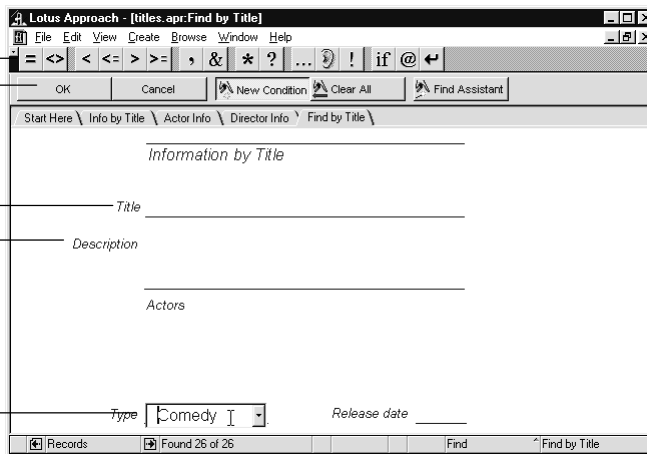 Lotus Approach - [titles.apr:Find by Title]
File Edit View Create Browse Window Help
= <> < <= > >= , & * ? ... ! if @
OK Cancel New Condition Clear All Find Assistant
Start Here Info by Title Actor Info Director Info Find by Title
Information by Title
Title
Description
Actors
Type Comedy Release date
Records Found 26 of 26 Find Find by Title